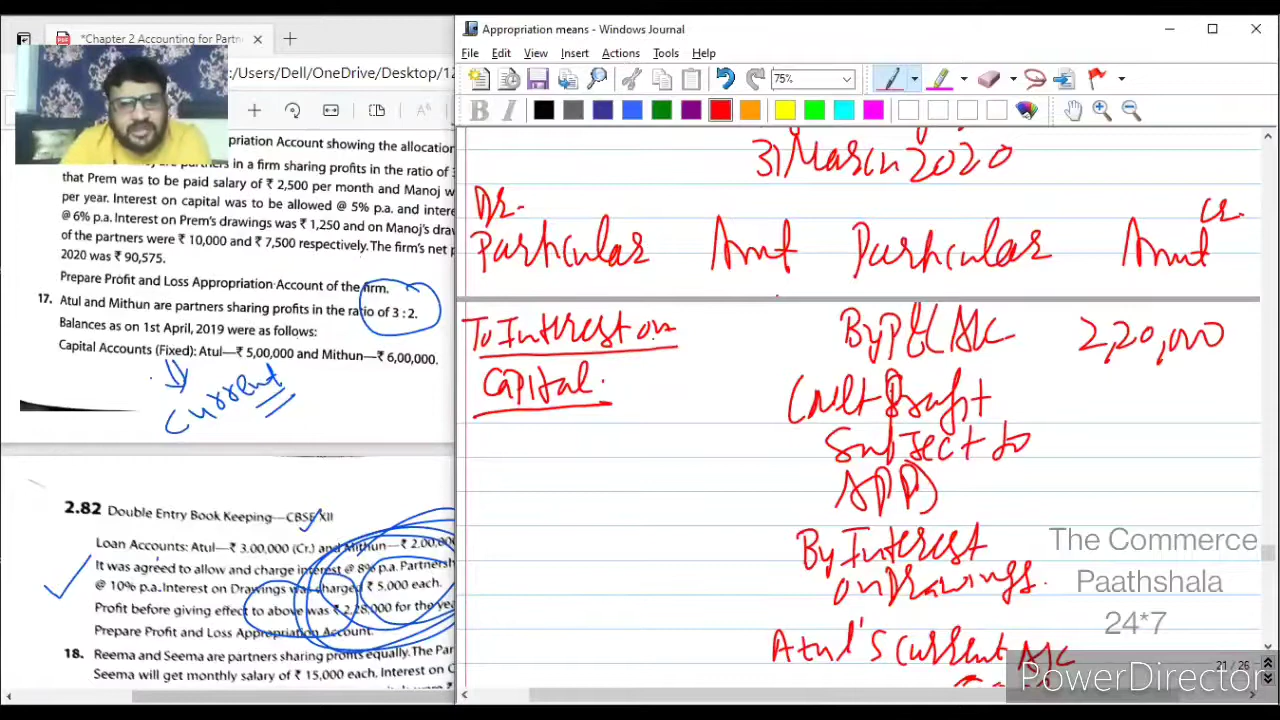 *Chapter 2 Accounting for Partn
:/Users/Dell/OneDrive/Desktop/12
priation Account showing the allocation
partners in a firm sharing profits in the ratio of 3
that Prem was to be paid salary of ₹ 2,500 per month and Manoj w
per year. Interest on capital was to be allowed @ 5% p.a. and intere
@ 6% p.a. Interest on Prem's drawings was ₹ 1,250 and on Manoj's draw
of the partners were ₹ 10,000 and ₹ 7,500 respectively. The firm's net p
2020 was ₹ 90,575.
Prepare Profit and Loss Appropriation Account of the firm.
17. Atul and Mithun are partners sharing profits in the ratio of 3 : 2.
Balances as on 1st April, 2019 were as follows:
Capital Accounts (Fixed): Atul—₹ 5,00,000 and Mithun—₹ 6,00,000.
Current
2.82 Double Entry Book Keeping—CBSE XII
Loan Accounts: Atul—₹ 3,00,000 (Cr.) and Mithun—₹ 2,00,000
It was agreed to allow and charge interest @ 8% p.a. Partnersh
@ 10% p.a. Interest on Drawings was charged ₹ 5,000 each.
Profit before giving effect to above was ₹ 2,28,000 for the yea
Prepare Profit and Loss Appropriation Account.
18. Reema and Seema are partners sharing profits equally. The Par
Seema will get monthly salary of ₹ 15,000 each. Interest on C
Appropriation means - Windows Journal
File Edit View Insert Actions Tools Help
75%
B I
31 March 2020
Dr. Cr.
Particular Amt Particular Amt
To Interest on By P&L A/c 2,20,000
Capital. (Net Profit
Subject to
APP)
By Interest
on Drawings.
Atul's Current A/c
21 / 26
The Commerce
Paathshala
24*7
PowerDirector